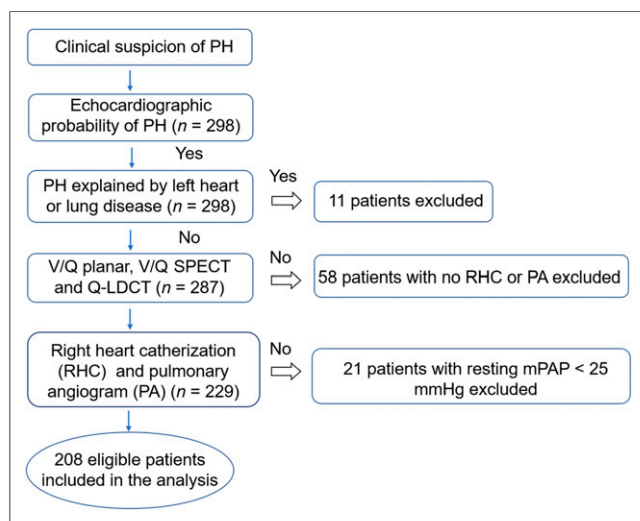 Clinical suspicion of PH
Echocardiographic
probability of PH (n = 298)
Yes
PH explained by left heart
or lung disease (n = 298)
Yes
11 patients excluded
No
V/Q planar, V/Q SPECT
and Q-LDCT (n = 287)
No
58 patients with no RHC or PA excluded
Right heart catherization
(RHC) and pulmonary
angiogram (PA) (n = 229)
No
21 patients with resting mPAP < 25
mmHg excluded
208 eligible patients
included in the analysis